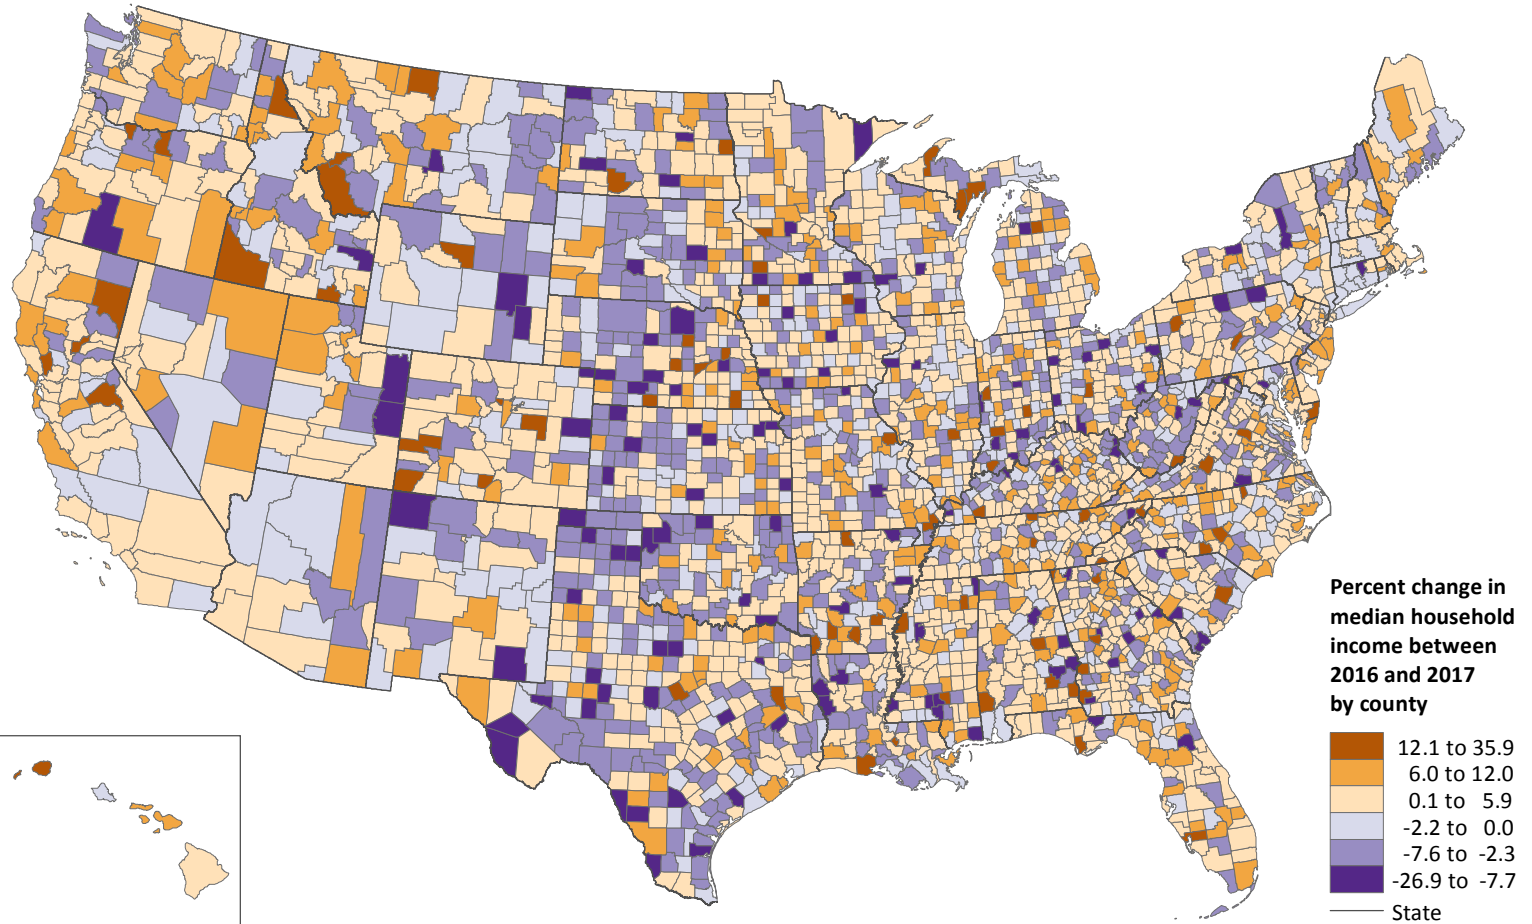 Percent change in
median household
income between
2016 and 2017
by county
12.1 to 35.9
6.0 to 12.0
0.1 to 5.9
-2.2 to 0.0
-7.6 to -2.3
-26.9 to -7.7
State